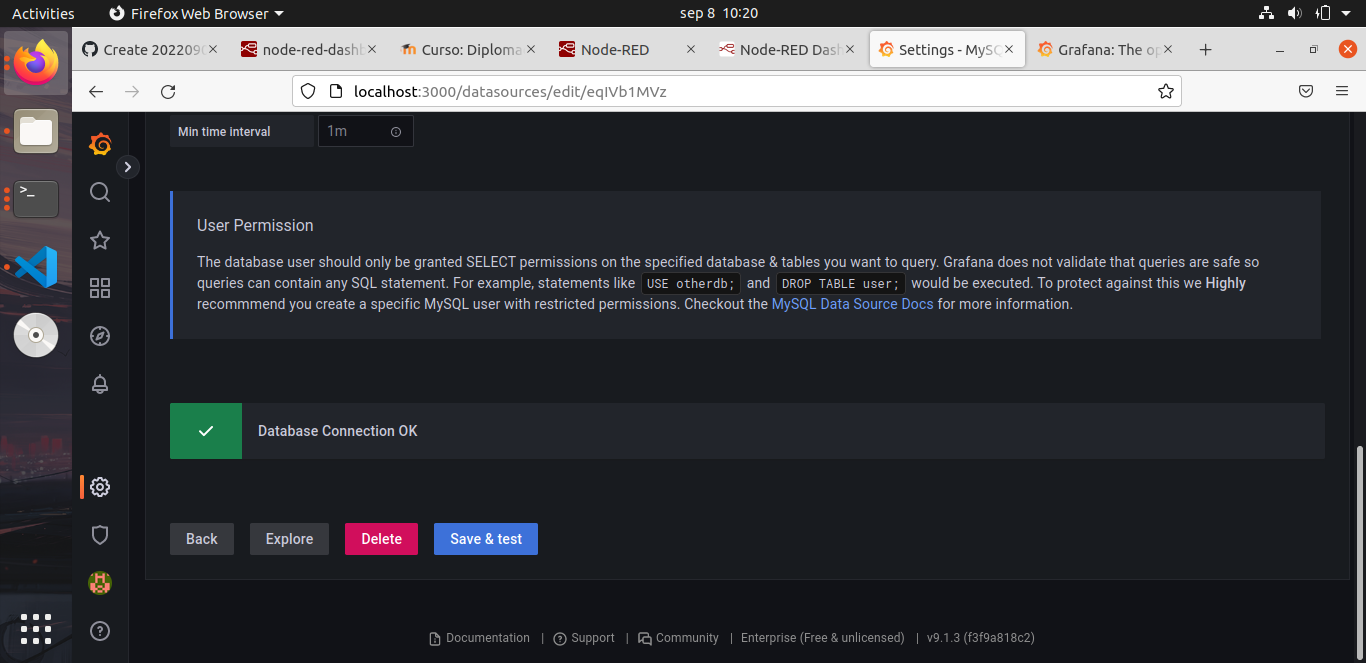 Activities
Firefox Web Browser
sep 8 10:20
Create 202209
node-red-dashb
Curso: Diploma
Node-RED
Node-RED Dash
Settings - MySQ
Grafana: The op
localhost:3000/datasources/edit/eqIVb1MVz
Min time interval
1m
User Permission
The database user should only be granted SELECT permissions on the specified database & tables you want to query. Grafana does not validate that queries are safe so
queries can contain any SQL statement. For example, statements like USE otherdb; and DROP TABLE user; would be executed. To protect against this we Highly
recommmend you create a specific MySQL user with restricted permissions. Checkout the MySQL Data Source Docs for more information.
Database Connection OK
Back
Explore
Delete
Save & test
Documentation | Support | Community | Enterprise (Free & unlicensed) | v9.1.3 (f3f9a818c2)